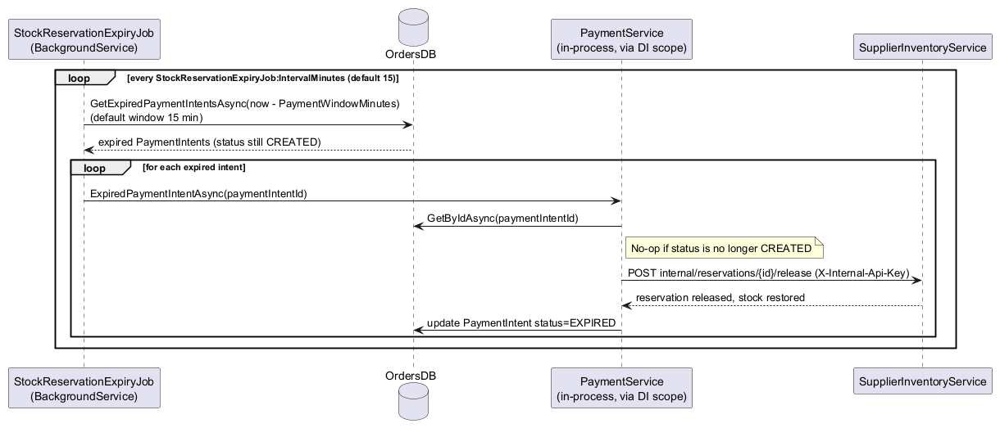 StockReservationExpiryJob
(BackgroundService)
OrdersDB
PaymentService
(in-process, via DI scope)
SupplierInventoryService
loop
[every StockReservationExpiryJob:IntervalMinutes (default 15)]
GetExpiredPaymentIntentsAsync(now - PaymentWindowMinutes)
(default window 15 min)
expired PaymentIntents (status still CREATED)
loop
[for each expired intent]
ExpiredPaymentIntentAsync(paymentIntentId)
GetByIdAsync(paymentIntentId)
No-op if status is no longer CREATED
POST internal/reservations/{id}/release (X-Internal-Api-Key)
reservation released, stock restored
update PaymentIntent status=EXPIRED
StockReservationExpiryJob
(BackgroundService)
OrdersDB
PaymentService
(in-process, via DI scope)
SupplierInventoryService